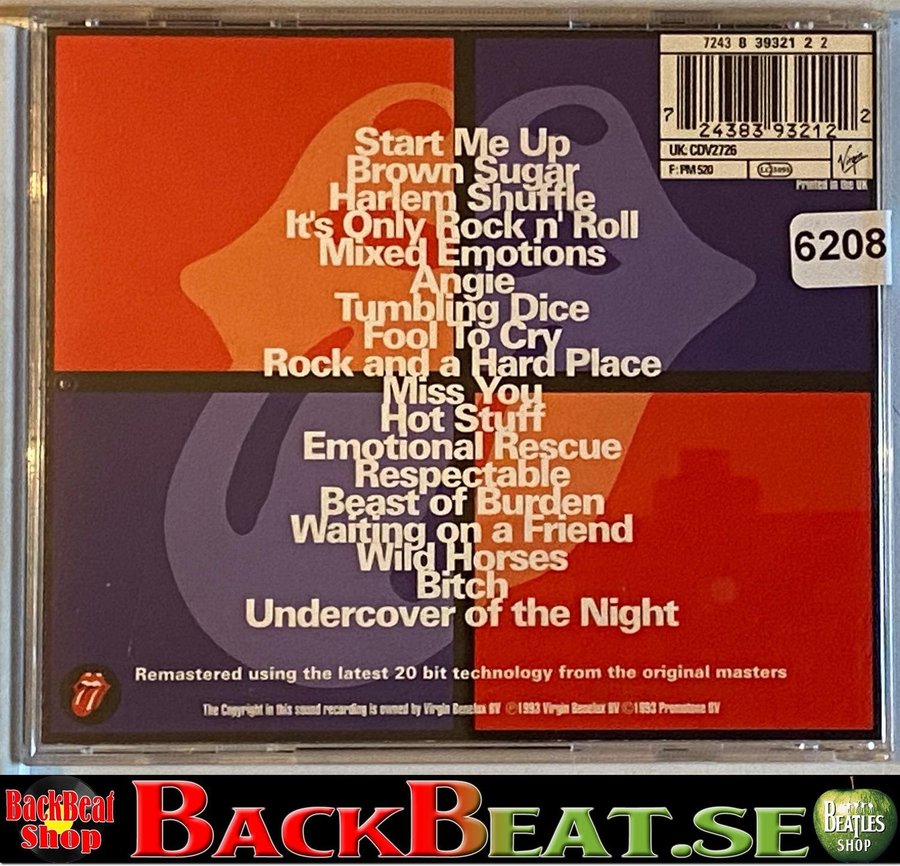 7243 8 39321 2 2
7 24383 93212 2
UK: CDV2726
F: PM 520
LC 3098
Virgin
Printed in the UK
6208
Start Me Up
Brown Sugar
Harlem Shuffle
It's Only Rock n' Roll
Mixed Emotions
Angie
Tumbling Dice
Fool To Cry
Rock and a Hard Place
Miss You
Hot Stuff
Emotional Rescue
Respectable
Beast of Burden
Waiting on a Friend
Wild Horses
Bitch
Undercover of the Night
Remastered using the latest 20 bit technology from the original masters
The Copyright in this sound recording is owned by Virgin Benelux BV ℗1993 Virgin Benelux BV ©1993 Promotone BV
BackBeat Shop
BackBeat.se
Beatles Shop